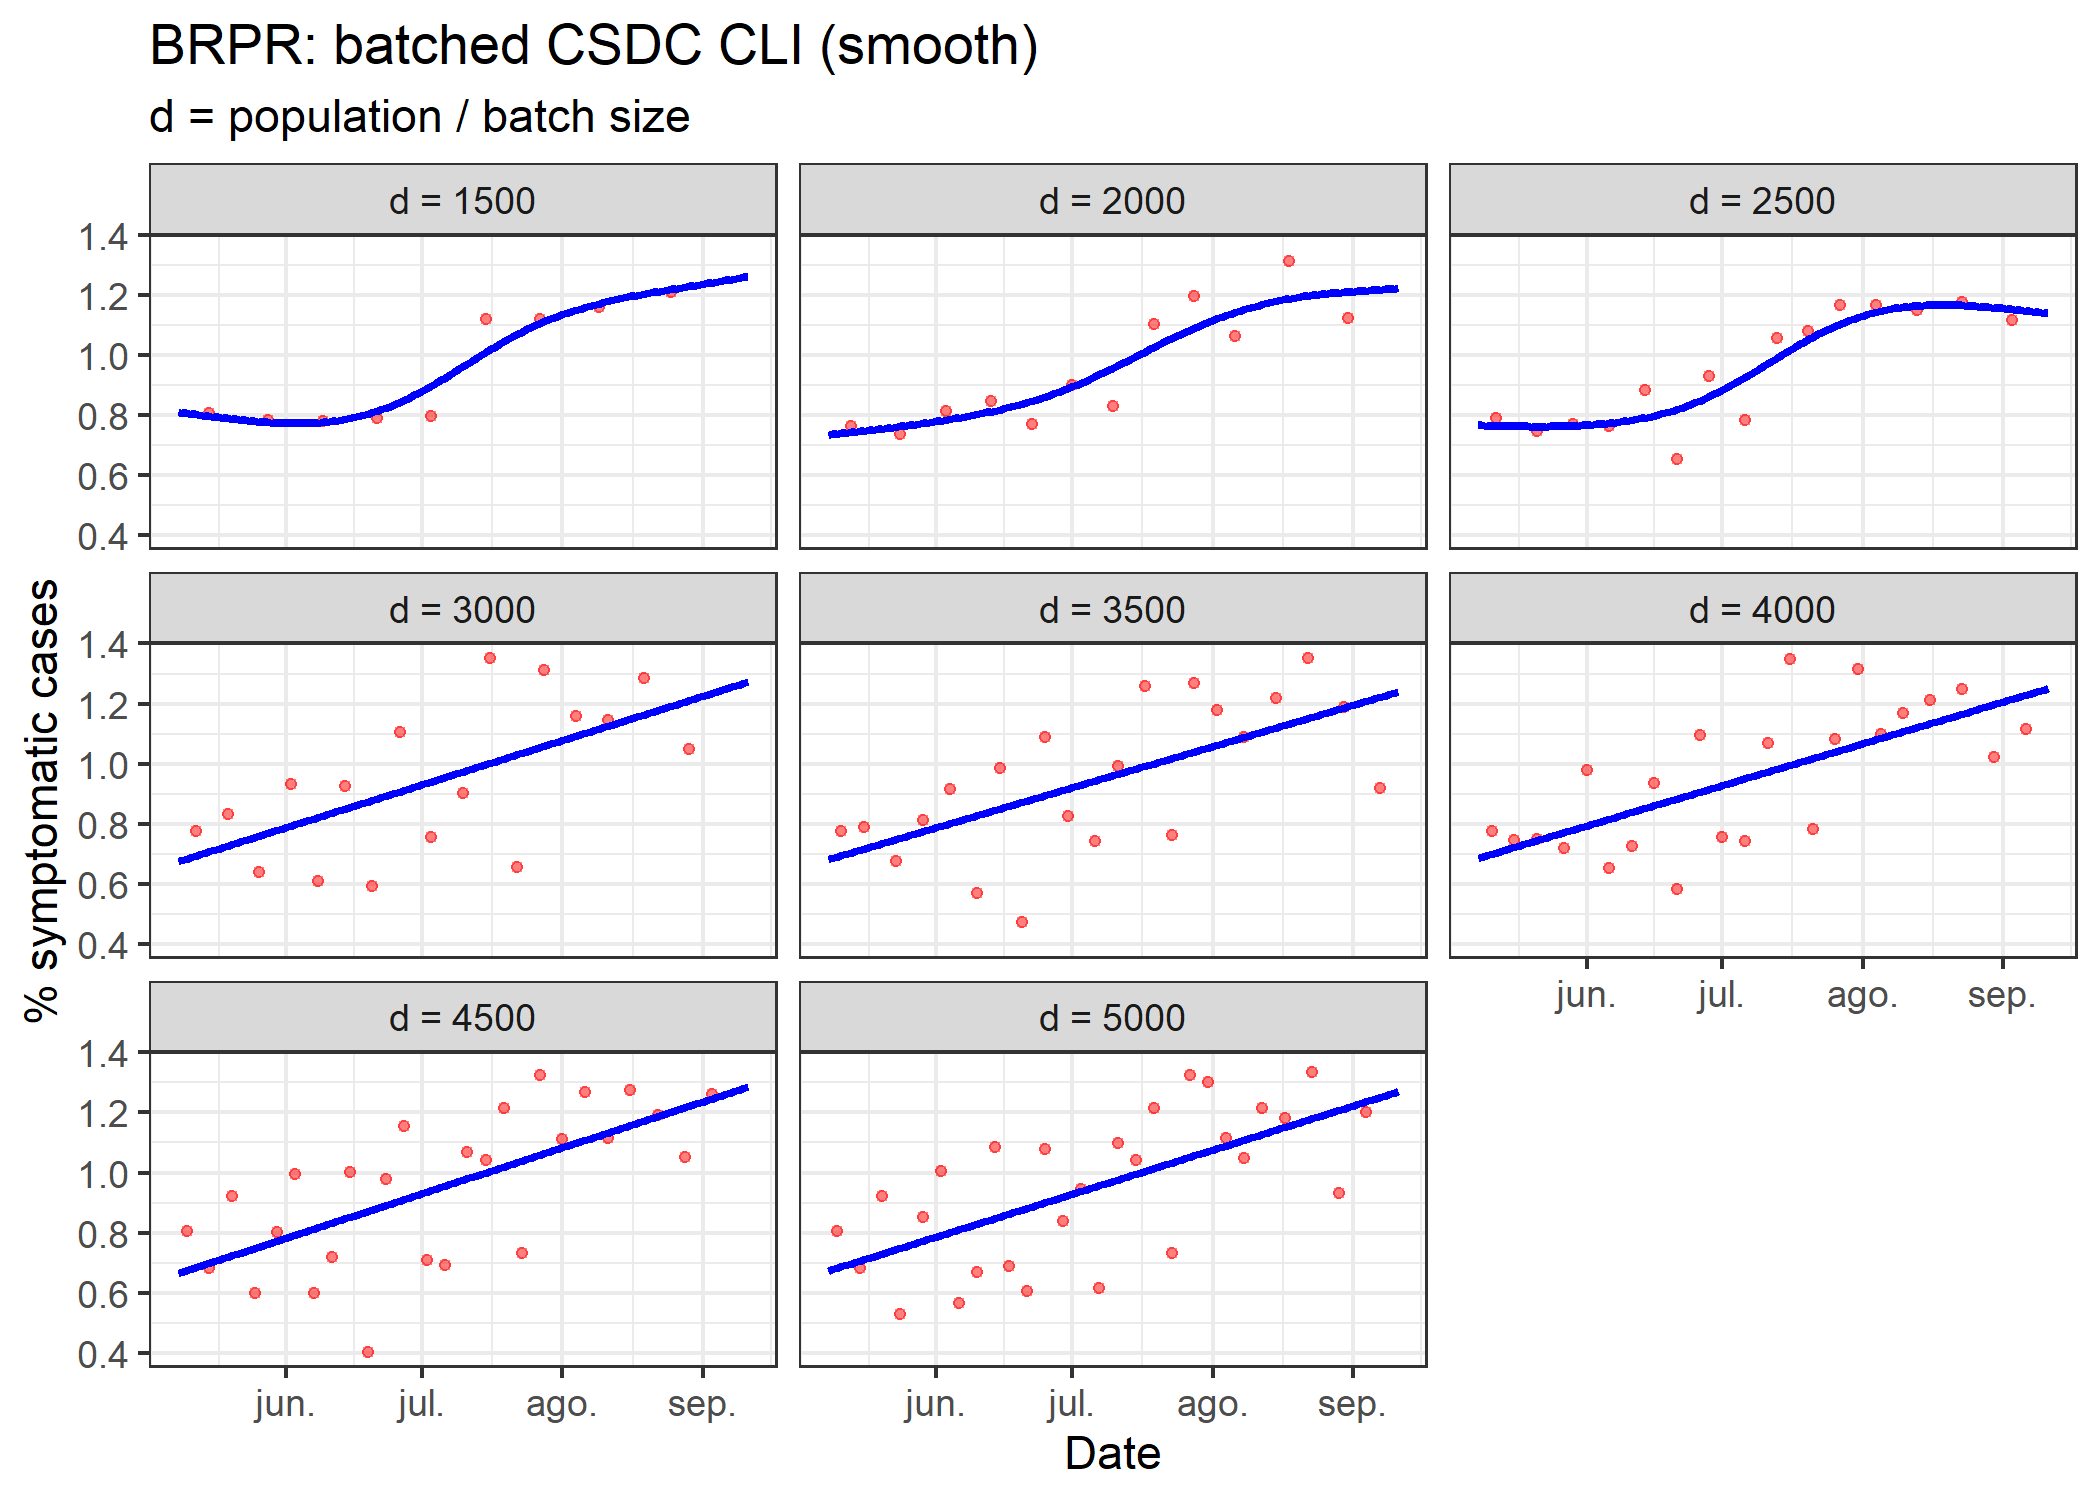 BRPR: batched CSDC CLI (smooth)
d = population / batch size
d = 1500
d = 2000
d = 2500
1.4
1.2
1.0
0.8
0.6
0.4
d = 3000
d = 3500
d = 4000
1.4
1.2
1.0
0.8
0.6
0.4
jun.
jul.
ago.
sep.
d = 4500
d = 5000
1.4
1.2
1.0
0.8
0.6
0.4
jun.
jul.
ago.
sep.
jun.
jul.
ago.
sep.
% symptomatic cases
Date